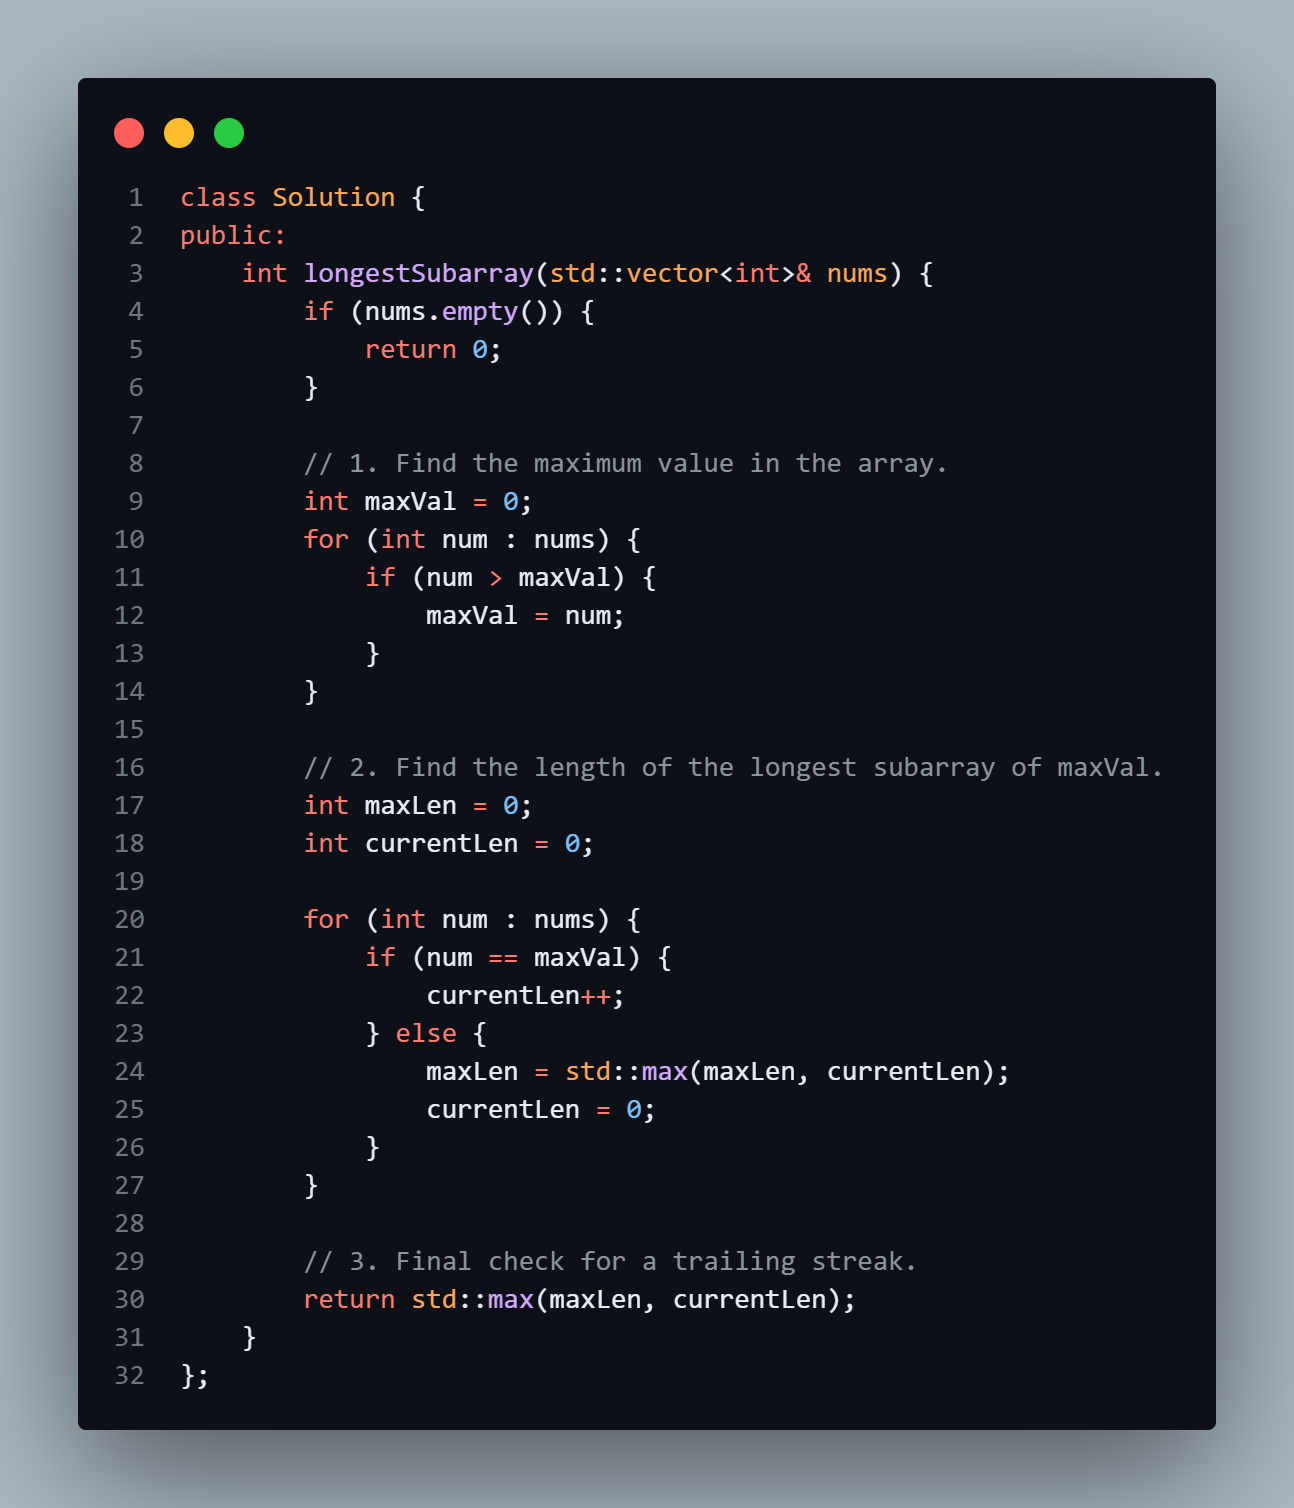 1 class Solution {
2 public:
3     int longestSubarray(std::vector<int>& nums) {
4         if (nums.empty()) {
5             return 0;
6         }
7
8         // 1. Find the maximum value in the array.
9         int maxVal = 0;
10         for (int num : nums) {
11             if (num > maxVal) {
12                 maxVal = num;
13             }
14         }
15
16         // 2. Find the length of the longest subarray of maxVal.
17         int maxLen = 0;
18         int currentLen = 0;
19
20         for (int num : nums) {
21             if (num == maxVal) {
22                 currentLen++;
23             } else {
24                 maxLen = std::max(maxLen, currentLen);
25                 currentLen = 0;
26             }
27         }
28
29         // 3. Final check for a trailing streak.
30         return std::max(maxLen, currentLen);
31     }
32 };